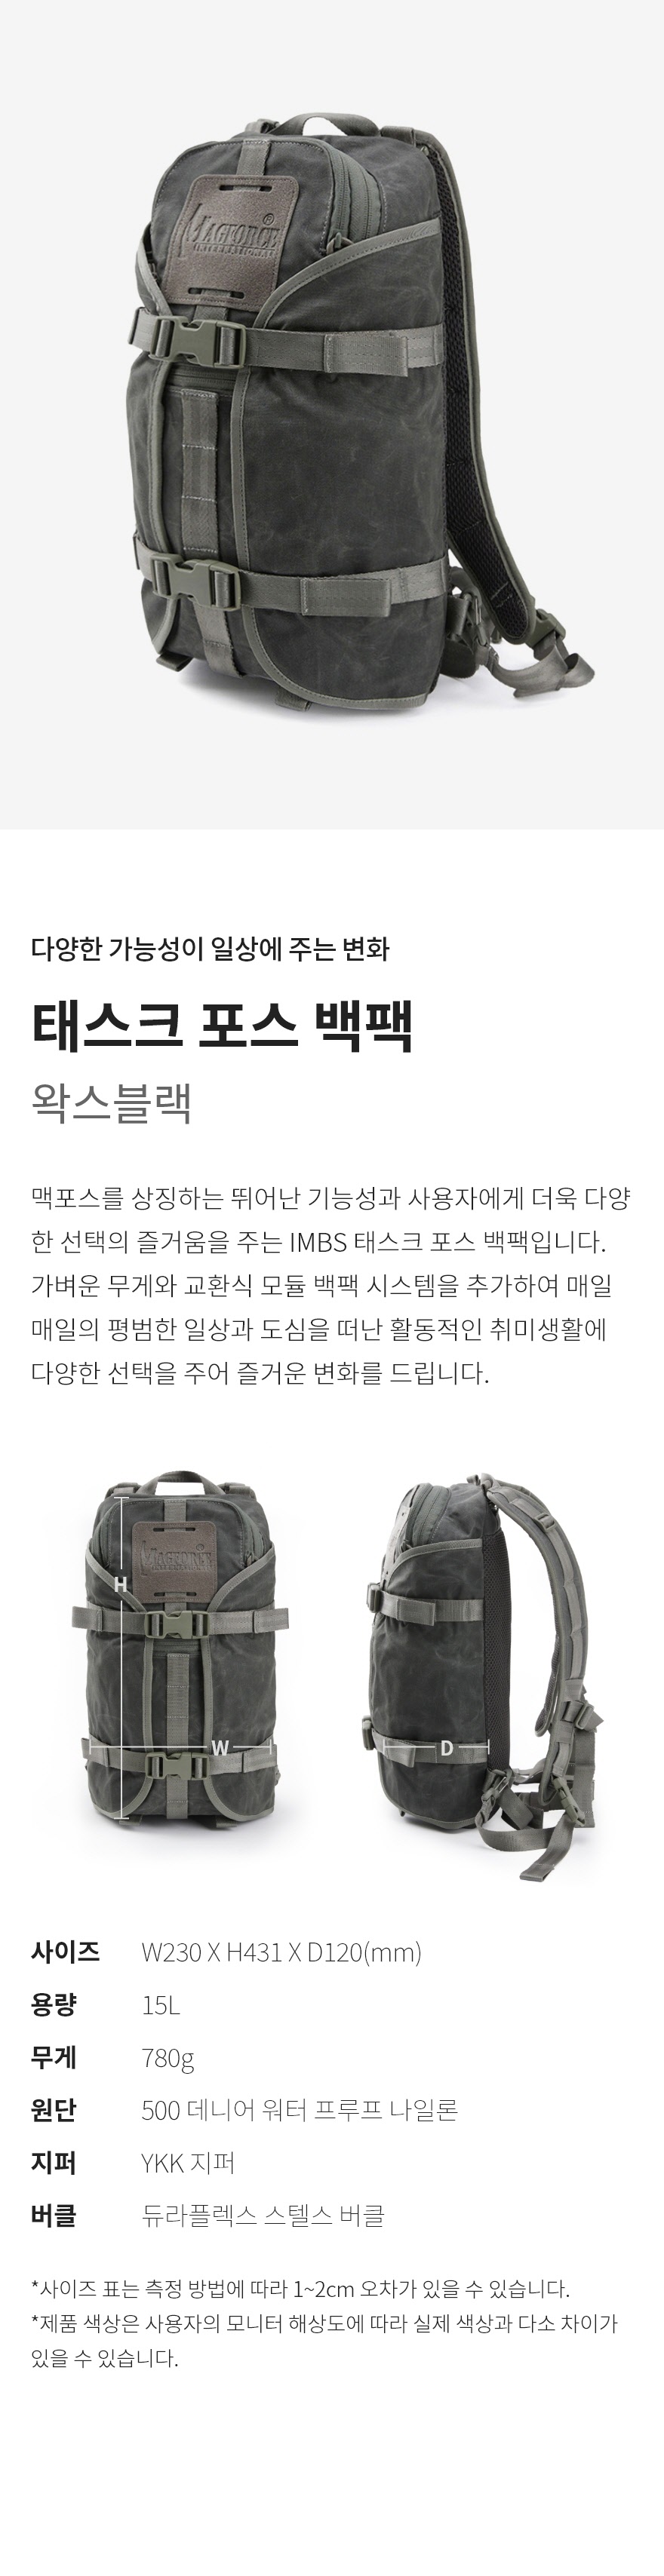 MAGFORCE®
INTERNATIONAL
다양한 가능성이 일상에 주는 변화
태스크 포스 백팩
왁스블랙
맥포스를 상징하는 뛰어난 기능성과 사용자에게 더욱 다양
한 선택의 즐거움을 주는 IMBS 태스크 포스 백팩입니다.
가벼운 무게와 교환식 모듈 백팩 시스템을 추가하여 매일
매일의 평범한 일상과 도심을 떠난 활동적인 취미생활에
다양한 선택을 주어 즐거운 변화를 드립니다.
MAGFORCE
INTERNATIONAL
H
W
D
사이즈 W230 X H431 X D120(mm)
용량 15L
무게 780g
원단 500 데니어 워터 프루프 나일론
지퍼 YKK 지퍼
버클 듀라플렉스 스텔스 버클
*사이즈 표는 측정 방법에 따라 1~2cm 오차가 있을 수 있습니다.
*제품 색상은 사용자의 모니터 해상도에 따라 실제 색상과 다소 차이가
있을 수 있습니다.